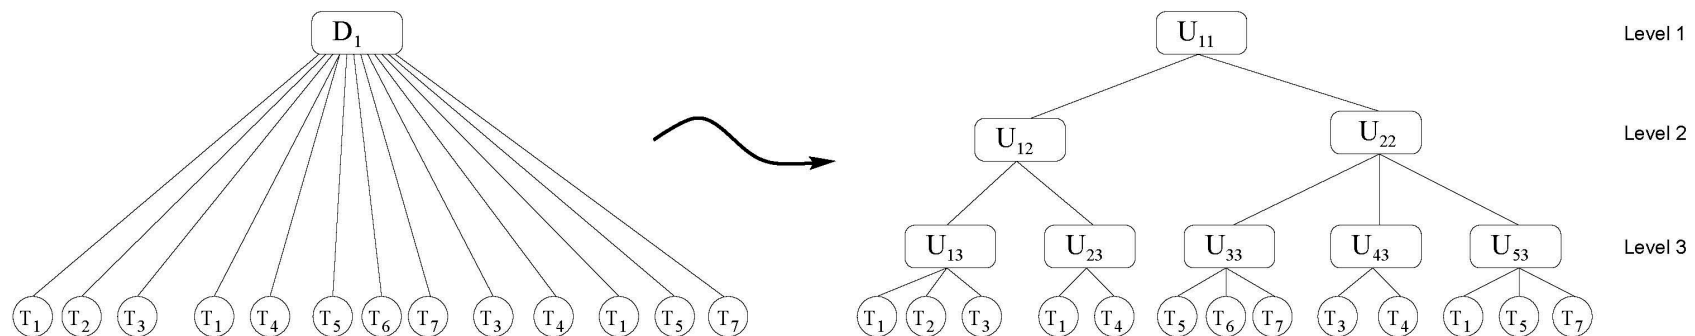 D1 U11 Level 1
U12 U22 Level 2
U13 U23 U33 U43 U53 Level 3
T1 T2 T3 T1 T4 T5 T6 T7 T3 T4 T1 T5 T7 T1 T2 T3 T1 T4 T5 T6 T7 T3 T4 T1 T5 T7